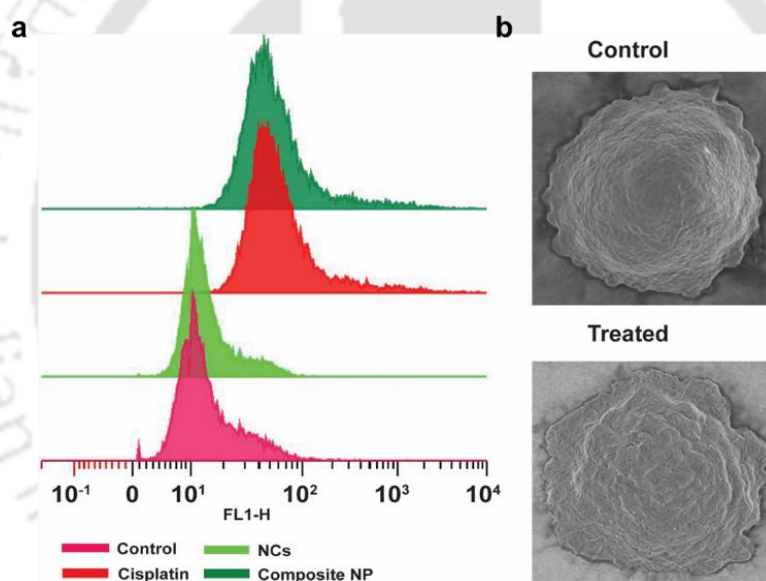 a
b
Control
Treated
10-1 0 101 102 103 104
FL1-H
Control NCs
Cisplatin Composite NP